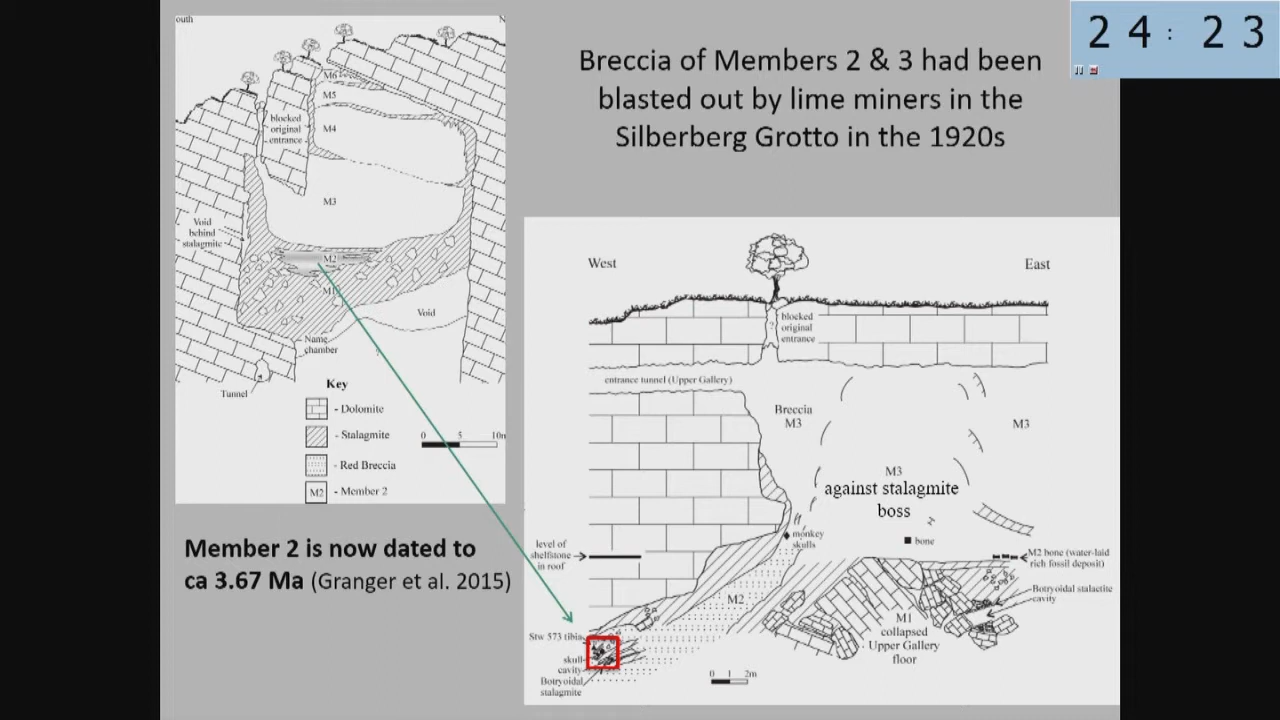 24: 23
Breccia of Members 2 & 3 had been
blasted out by lime miners in the
Silberberg Grotto in the 1920s
outh
N
M6
M5
blocked
original
entrance
M4
M3
Void
behind
stalagmite
M2
M1
Void
Name
chamber
?
Tunnel
Key
- Dolomite
- Stalagmite
- Red Breccia
M2 - Member 2
0 5 10m
Member 2 is now dated to
ca 3.67 Ma (Granger et al. 2015)
West
East
?
blocked
original
entrance
entrance tunnel (Upper Gallery)
Breccia
M3
M3
M3
against stalagmite
boss
monkey
skulls
bone
level of
shelfstone
in roof
M2 bone (water-laid
rich fossil deposit)
Botryoidal stalactite
cavity
M2
M1
collapsed
Upper Gallery
floor
Stw 573 tibia
skull
cavity
Botryoidal
stalagmite
0 1 2m